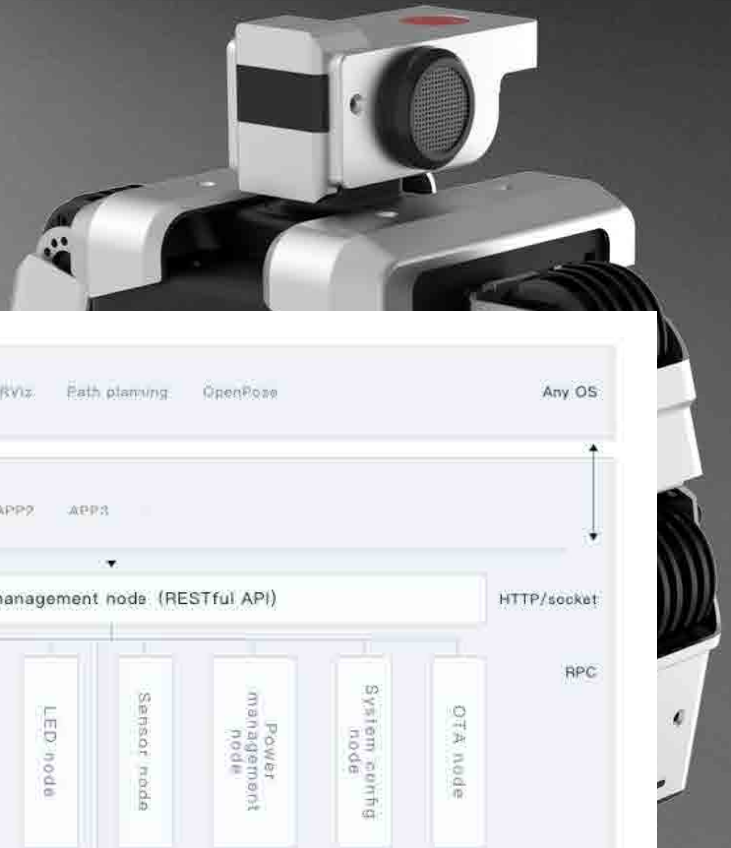 RViz Path planning OpenPose Any OS
APP2 APP3
management node (RESTful API) HTTP/socket
RPC
LED node
Sensor node
Power
management
node
System config
node
OTA node